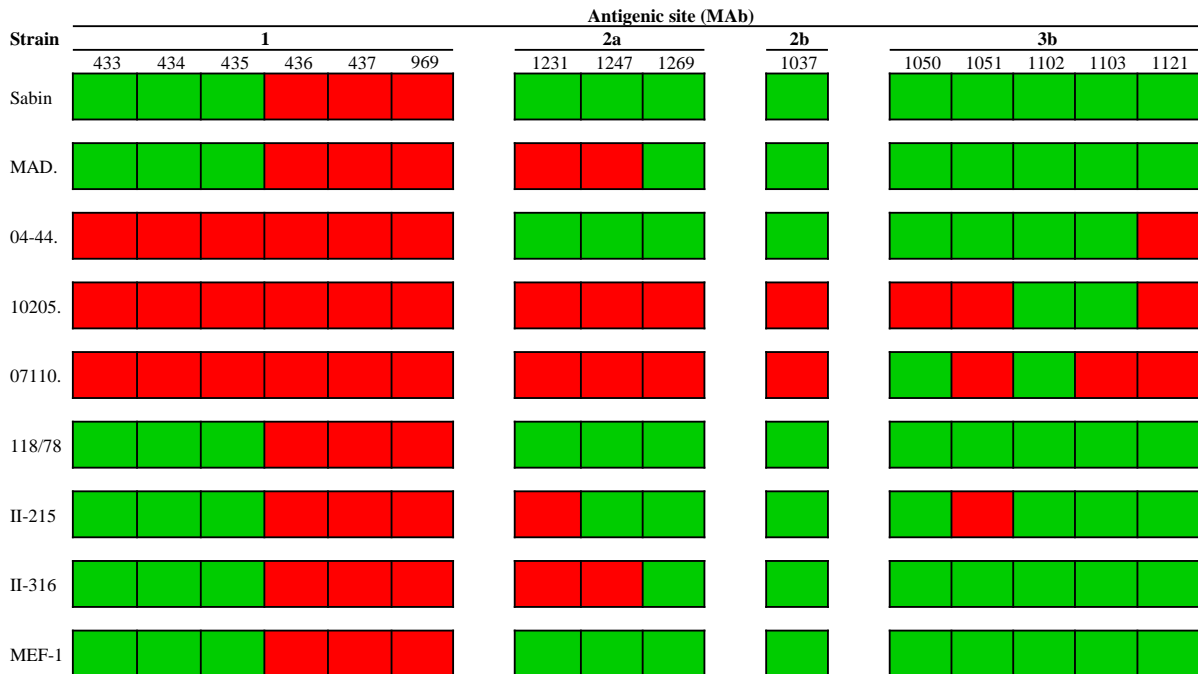 Antigenic site (MAb)
Strain 1 2a 2b 3b
433 434 435 436 437 969 1231 1247 1269 1037 1050 1051 1102 1103 1121
Sabin
MAD.
04-44.
10205.
07110.
118/78
II-215
II-316
MEF-1